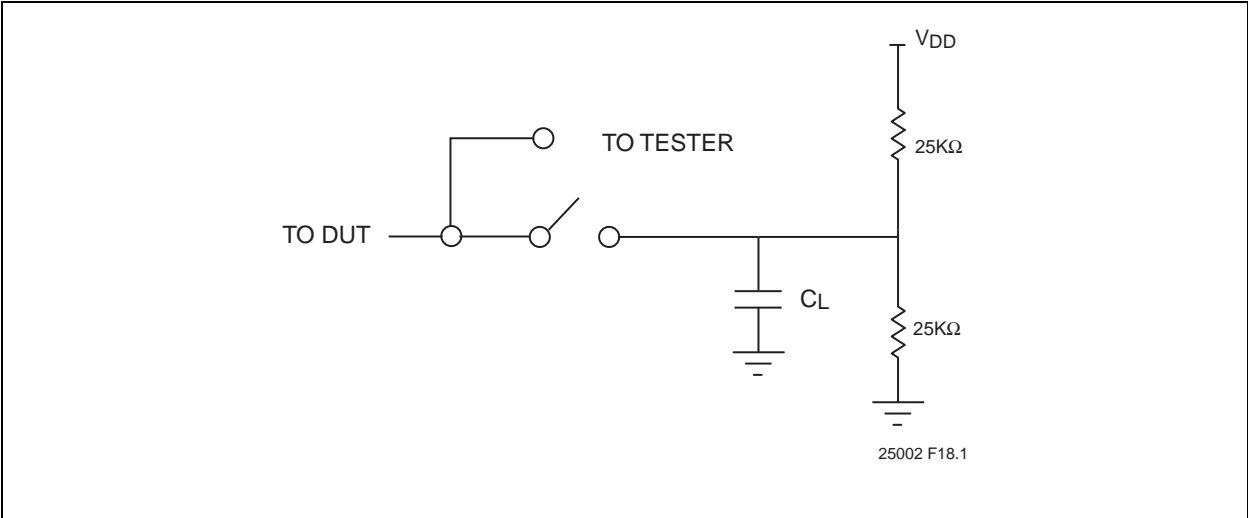 VDD
TO TESTER
25KΩ
TO DUT
CL
25KΩ
25002 F18.1